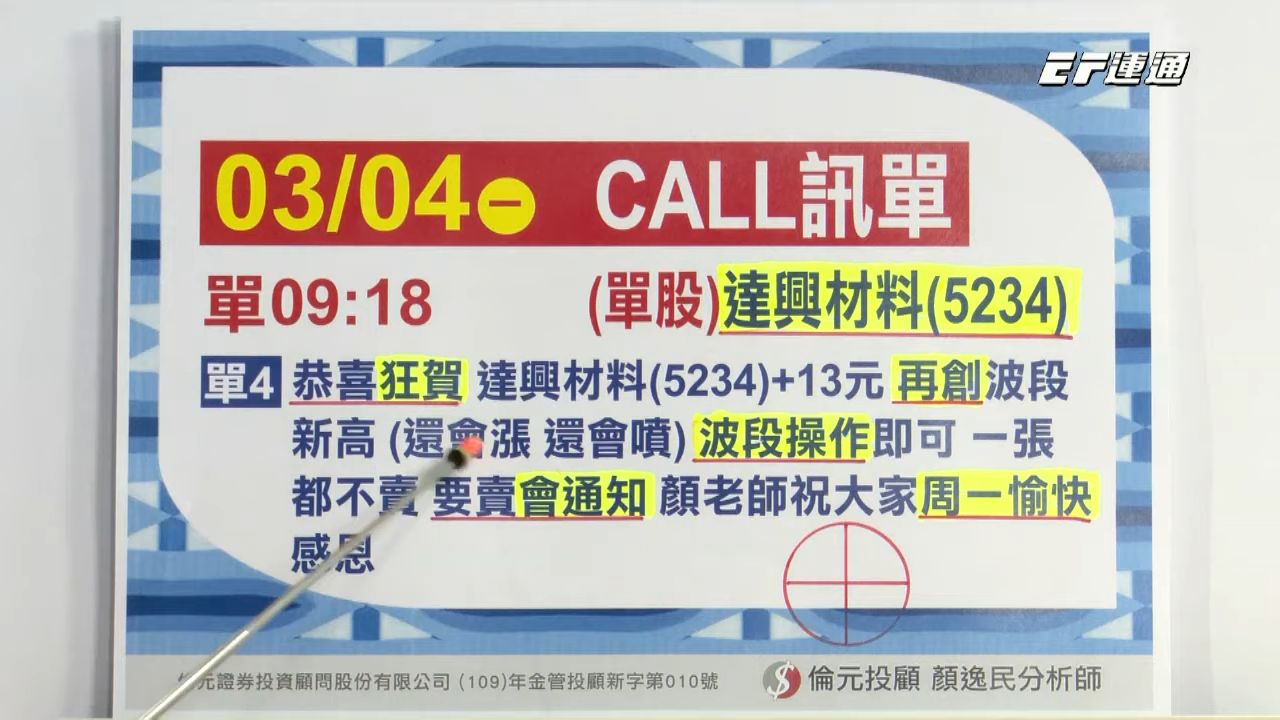 EF運通
03/04㊀ CALL訊單
單09:18 (單股)達興材料(5234)
單4 恭喜狂賀 達興材料(5234)+13元 再創波段
新高 (還會漲 還會噴) 波段操作即可 一張
都不賣 要賣會通知 顏老師祝大家周一愉快
感恩
倫元證券投資顧問股份有限公司 (109)年金管投顧新字第010號
$ 倫元投顧 顏逸民分析師